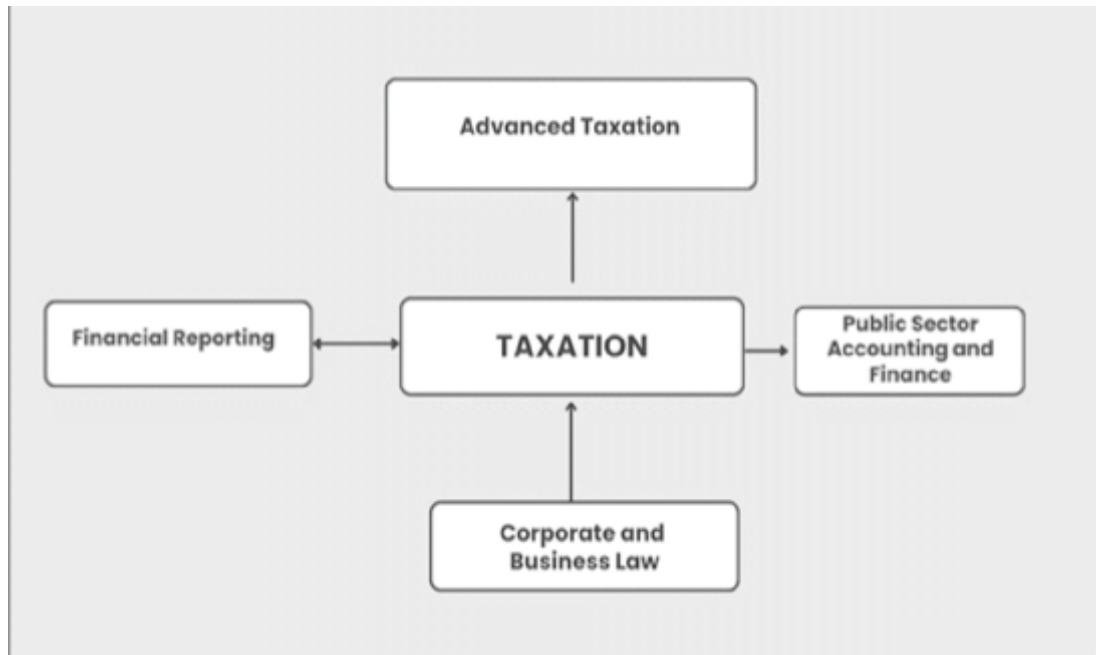 Advanced Taxation
Financial Reporting
TAXATION
Public Sector
Accounting and
Finance
Corporate and
Business Law